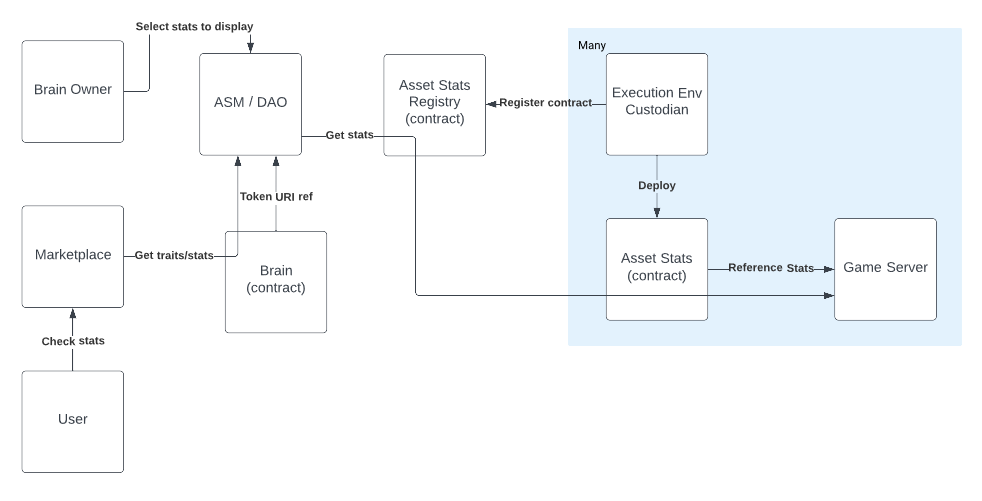 Select stats to display
Many
Brain Owner
ASM / DAO
Asset Stats
Registry
(contract)
Register contract
Execution Env
Custodian
Get stats
Deploy
Token URI ref
Marketplace
Get traits/stats
Brain
(contract)
Asset Stats
(contract)
Reference Stats
Game Server
Check stats
User